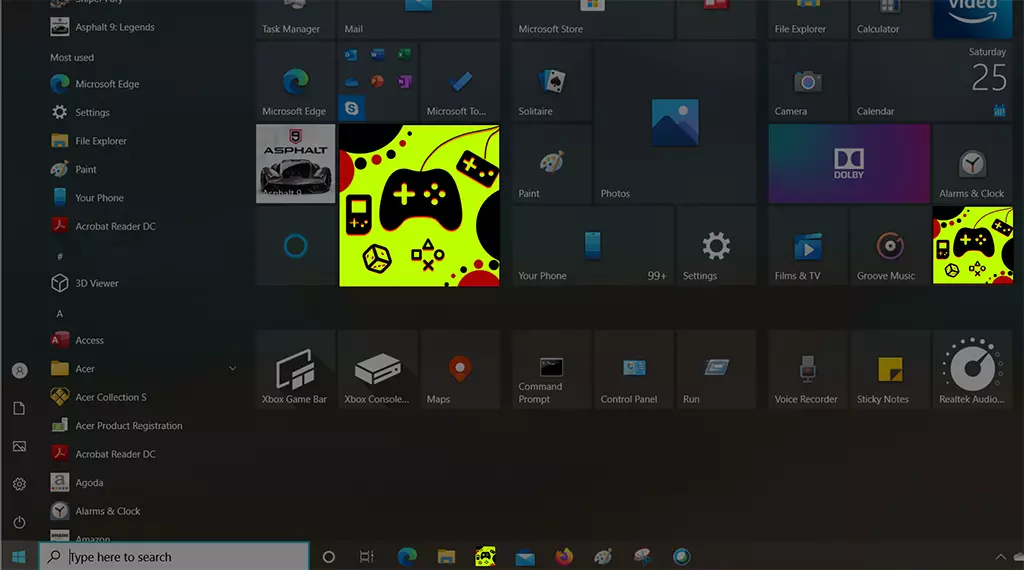 Sniper Fury
Asphalt 9: Legends
Most used
Microsoft Edge
Settings
File Explorer
Paint
Your Phone
Acrobat Reader DC
#
3D Viewer
A
Access
Acer
Acer Collection S
Acer Product Registration
Acrobat Reader DC
Agoda
Alarms & Clock
Amazon
Type here to search
Task Manager
Mail
Microsoft Edge
Microsoft To...
ASPHALT
9
Asphalt 9
Xbox Game Bar
Xbox Console...
Maps
Microsoft Store
Solitaire
Paint
Photos
Your Phone
99+
Settings
Command
Prompt
Control Panel
Run
File Explorer
Calculator
video
Camera
Saturday
25
Calendar
DOLBY
Alarms & Clock
Films & TV
Groove Music
Voice Recorder
Sticky Notes
Realtek Audio...